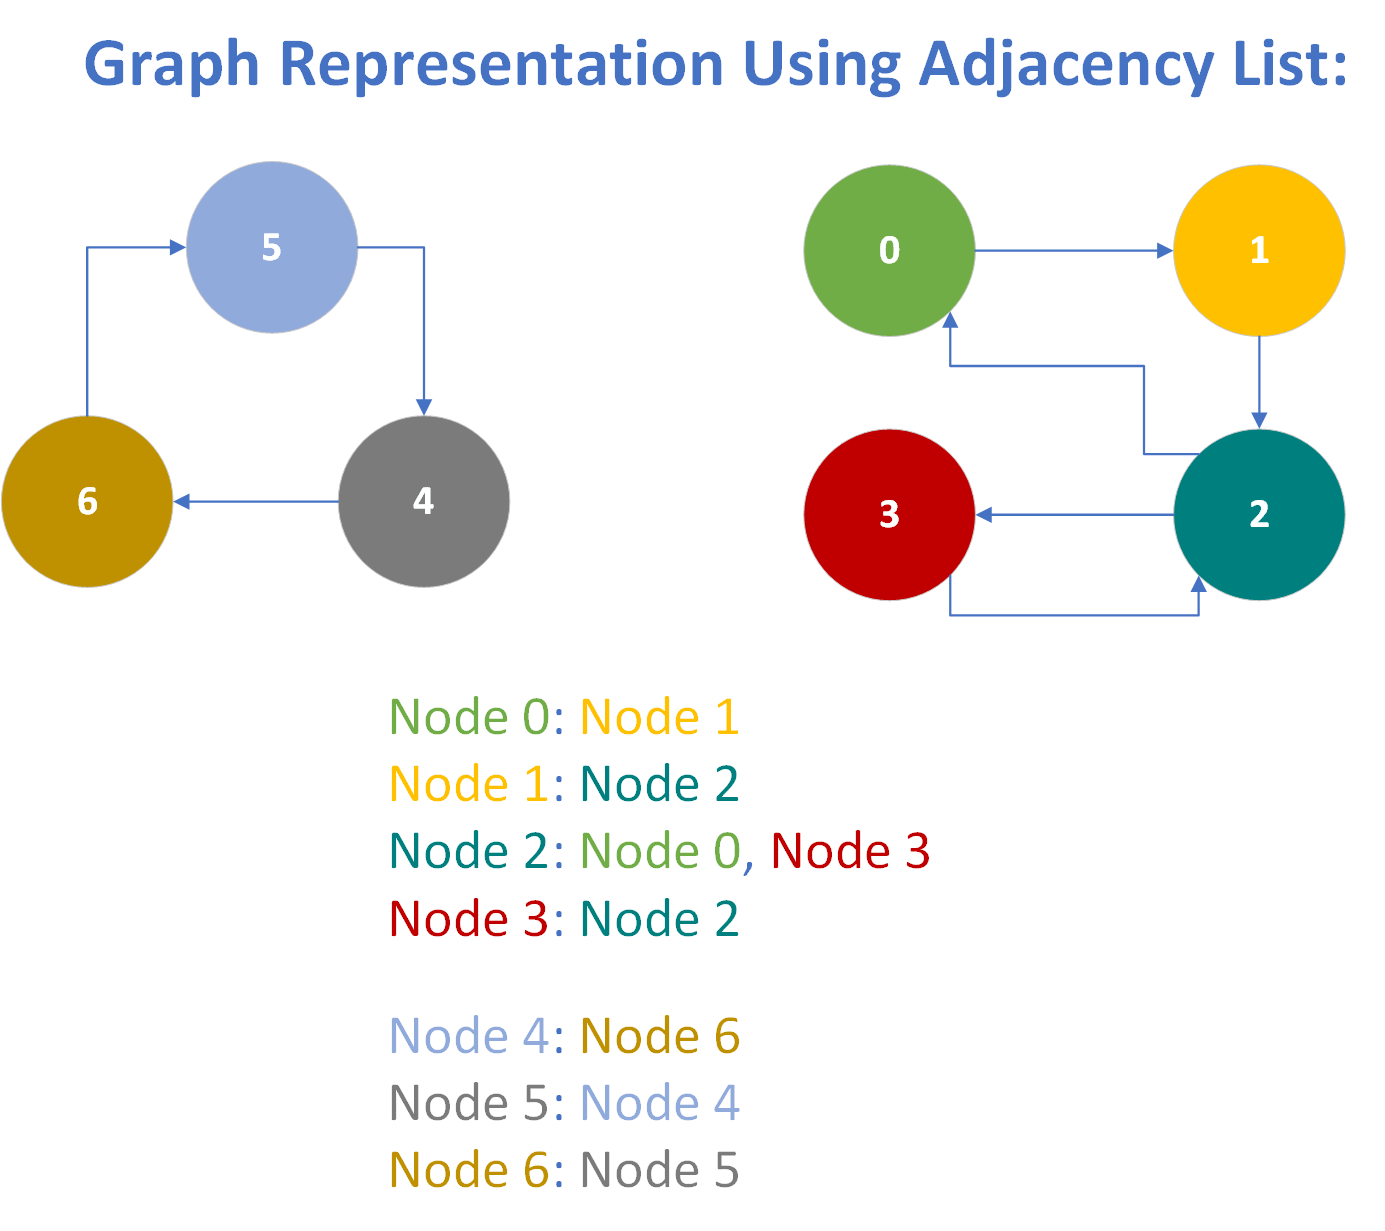 Graph Representation Using Adjacency List:
5
0
1
6
4
3
2
Node 0: Node 1
Node 1: Node 2
Node 2: Node 0, Node 3
Node 3: Node 2
Node 4: Node 6
Node 5: Node 4
Node 6: Node 5